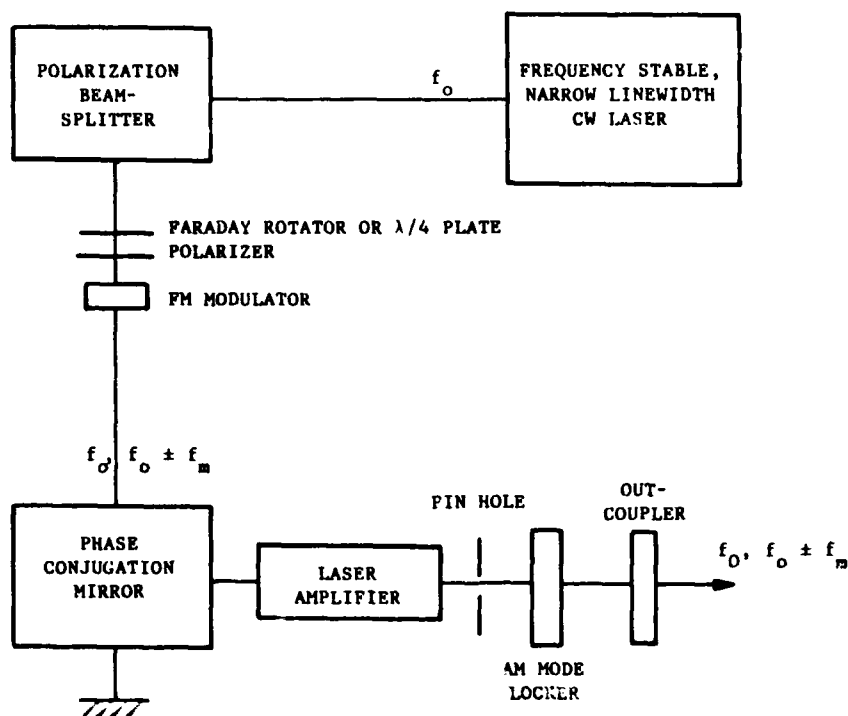 POLARIZATION
BEAM-
SPLITTER
f_o
FREQUENCY STABLE,
NARROW LINEWIDTH
CW LASER
FARADAY ROTATOR OR λ/4 PLATE
POLARIZER
FM MODULATOR
f_o, f_o ± f_m
PHASE
CONJUGATION
MIRROR
LASER
AMPLIFIER
PIN HOLE
AM MODE
LOCKER
OUT-
COUPLER
f_O, f_o ± f_m